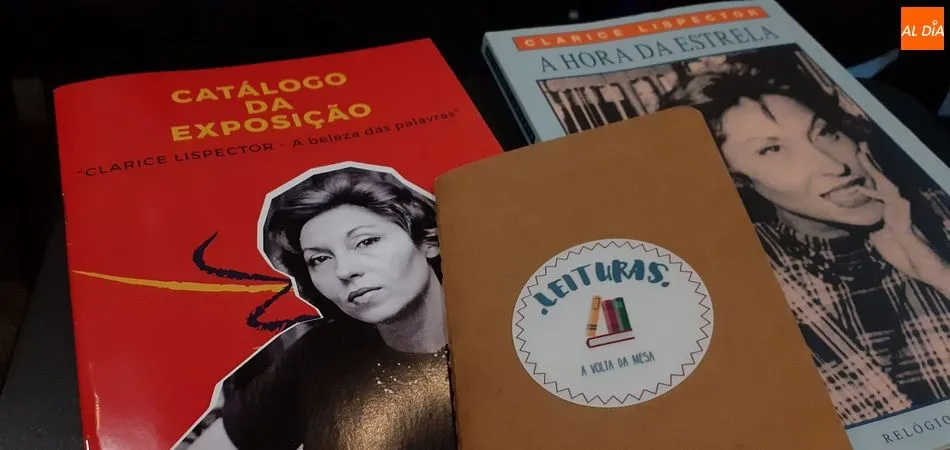 CATÁLOGO
DA
EXPOSIÇÃO
"CLARICE LISPECTOR - A beleza das palavras"
.LEITURAS.
A VOLTA DA MESA
CLARICE LISPECTOR
A HORA DA ESTRELA
RELÓGIO
AL DÍA